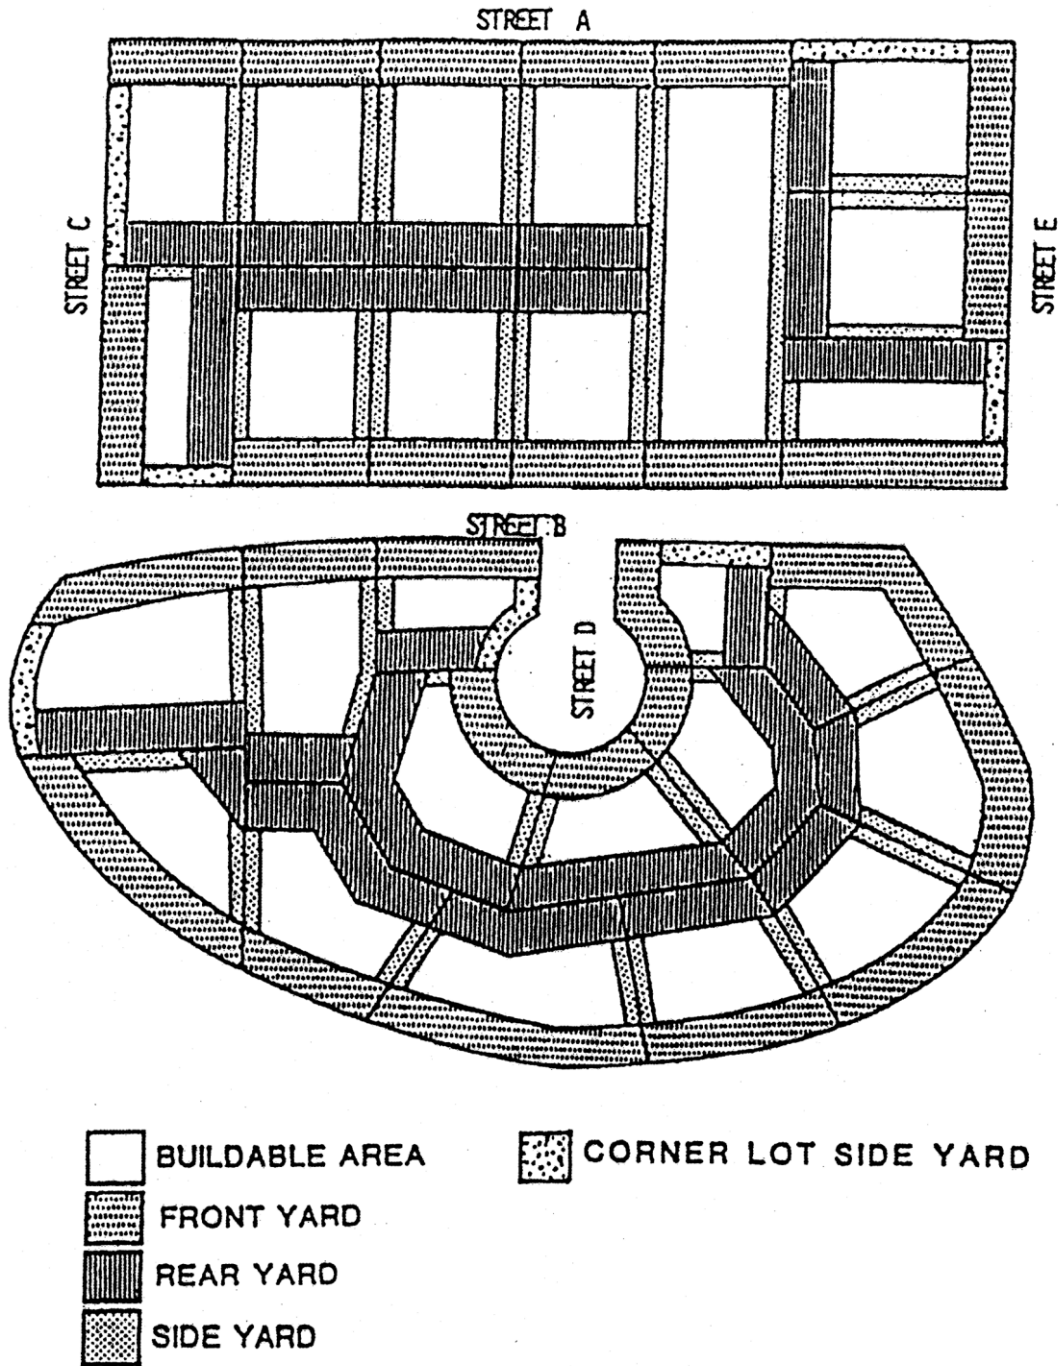 STREET A
STREET C
STREET E
STREET B
STREET D
BUILDABLE AREA
CORNER LOT SIDE YARD
FRONT YARD
REAR YARD
SIDE YARD